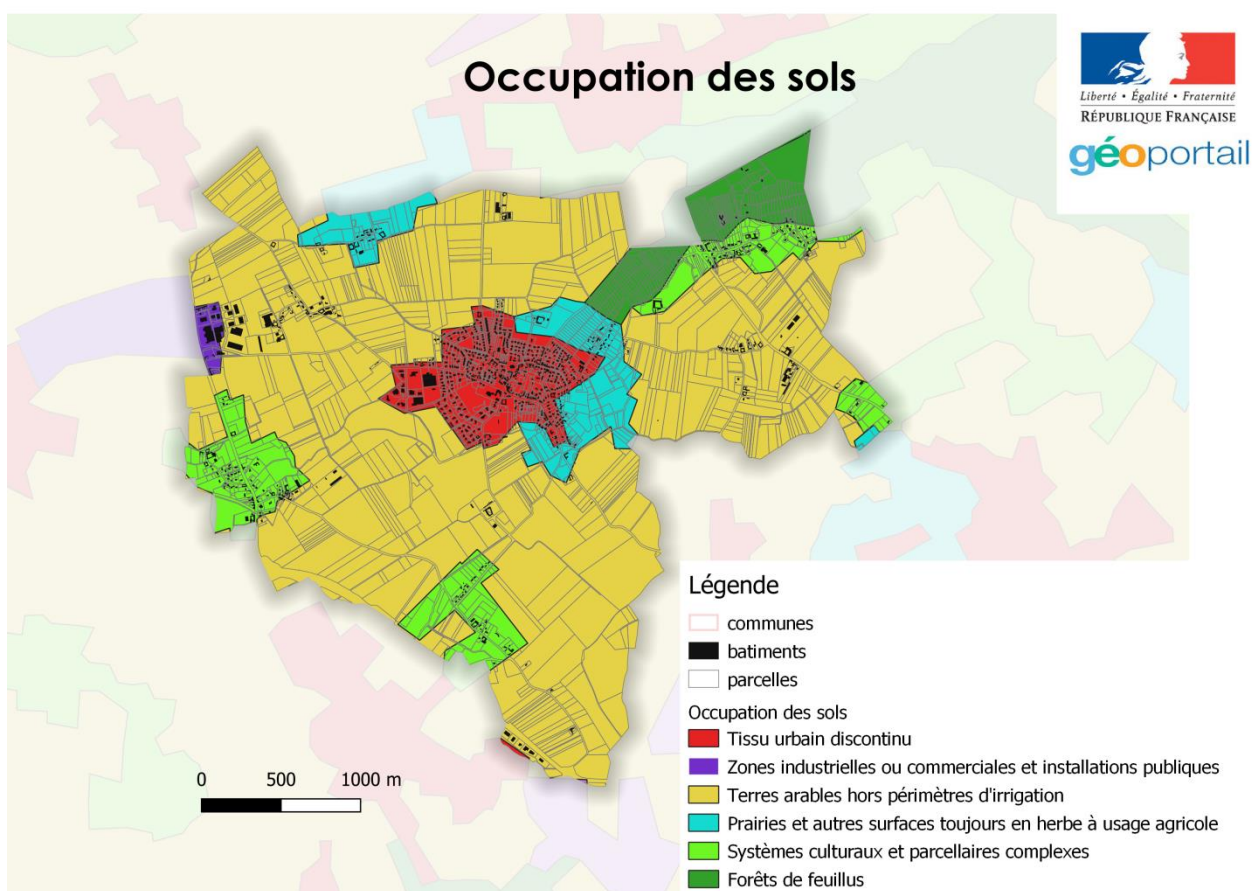 Occupation des sols
Liberté • Égalité • Fraternité
RÉPUBLIQUE FRANÇAISE
géoportail
Légende
communes
batiments
parcelles
Occupation des sols
Tissu urbain discontinu
Zones industrielles ou commerciales et installations publiques
Terres arables hors périmètres d'irrigation
Prairies et autres surfaces toujours en herbe à usage agricole
Systèmes culturaux et parcellaires complexes
Forêts de feuillus
0 500 1000 m